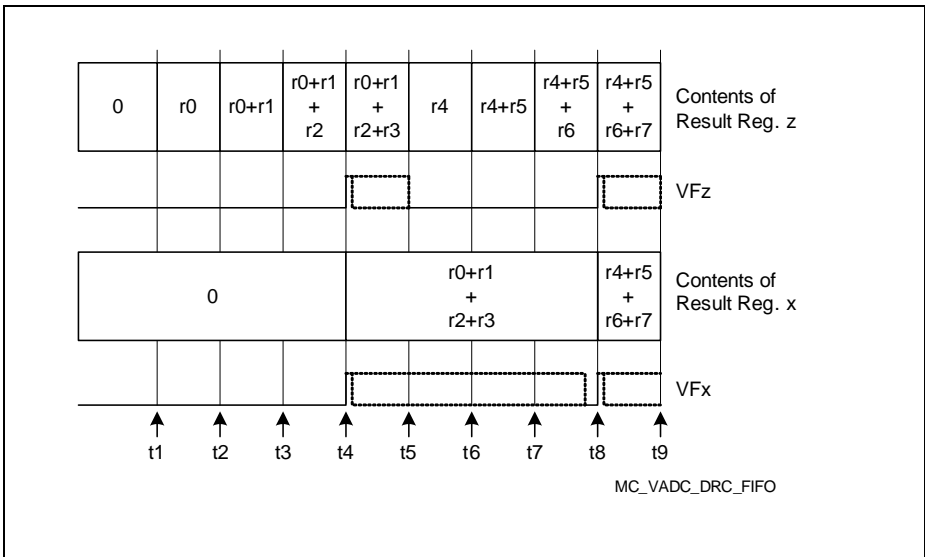 0
r0
r0+r1
r0+r1
+
r2
r0+r1
+
r2+r3
r4
r4+r5
r4+r5
+
r6
r4+r5
+
r6+r7
Contents of
Result Reg. z
VFz
0
r0+r1
+
r2+r3
r4+r5
+
r6+r7
Contents of
Result Reg. x
VFx
t1 t2 t3 t4 t5 t6 t7 t8 t9
MC_VADC_DRC_FIFO